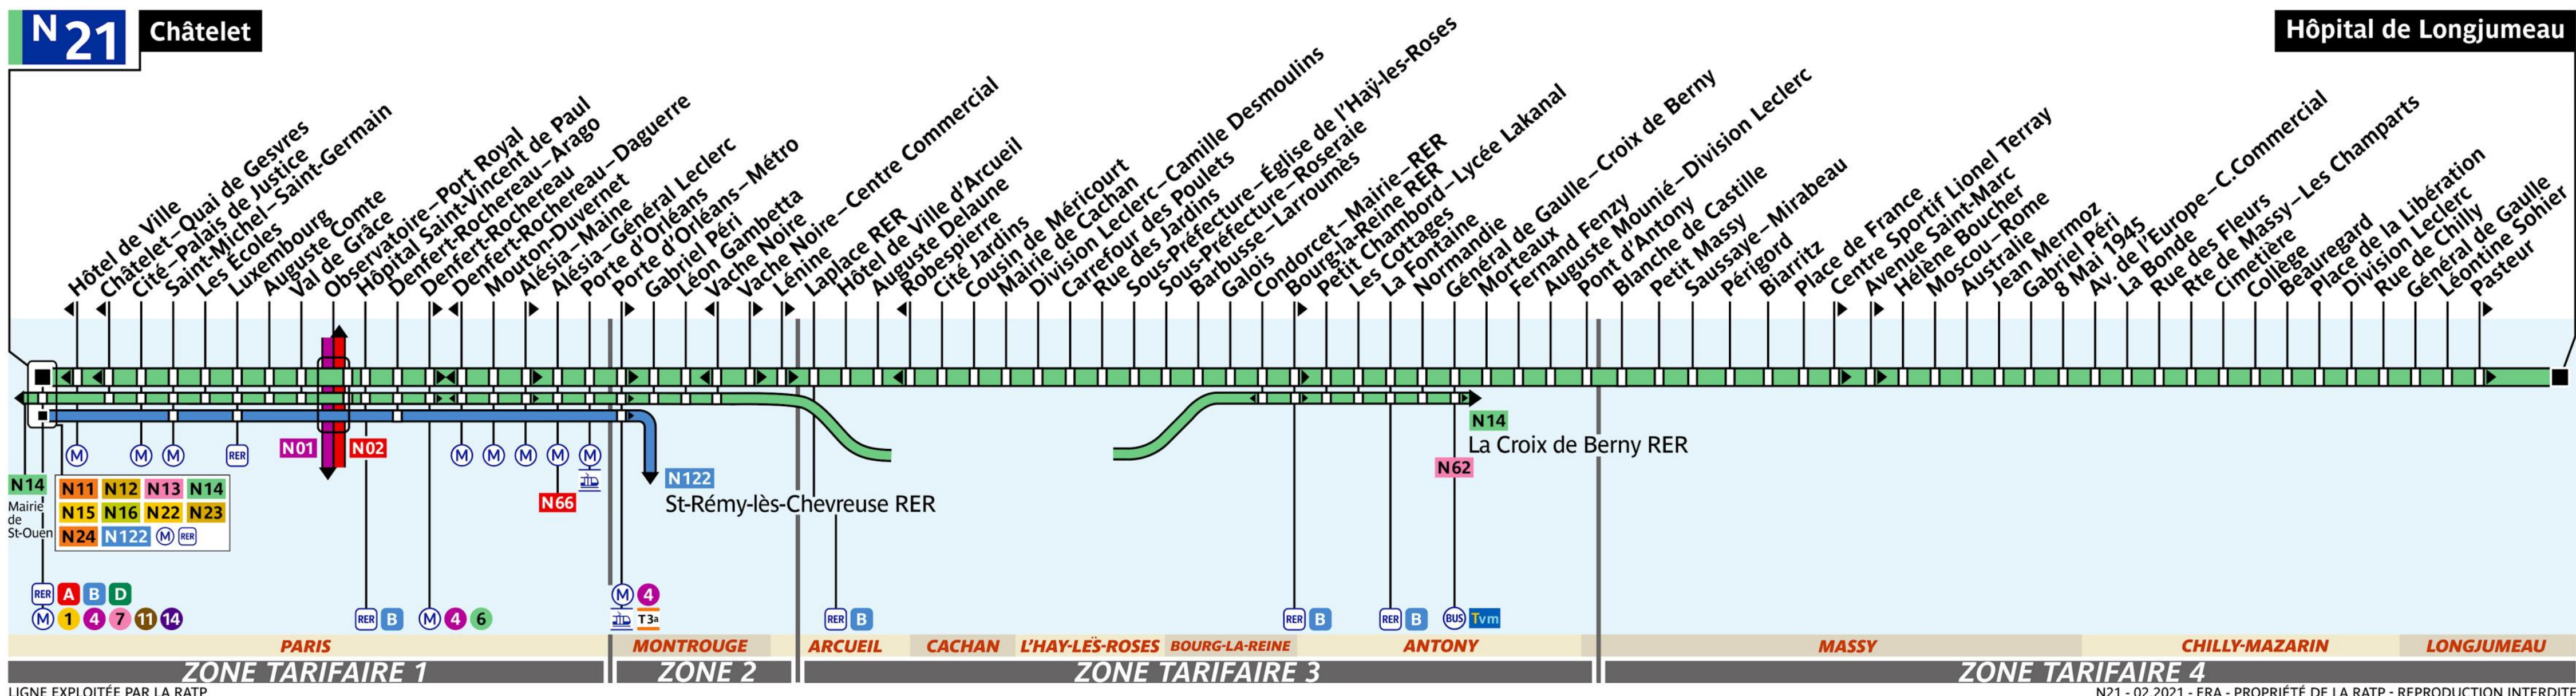 N21
Châtelet
Hôpital de Longjumeau
Hôtel de Ville
Châtelet – Quai de Gesvres
Cité – Palais de Justice
Saint-Michel – Saint-Germain
Les Écoles
Luxembourg
Auguste Comte
Val de Grâce
Observatoire – Port Royal
Hôpital Saint-Vincent de Paul
Denfert-Rochereau – Arago
Denfert-Rochereau
Denfert-Rochereau – Daguerre
Mouton-Duvernet
Alésia – Maine
Alésia – Général Leclerc
Porte d'Orléans
Porte d'Orléans – Métro
Gabriel Péri
Léon Gambetta
Vache Noire
Vache Noire – Centre Commercial
Lénine
Laplace RER
Hôtel de Ville d'Arcueil
Auguste Delaune
Robespierre
Cité Jardins
Cousin de Méricourt
Mairie de Cachan
Division Leclerc – Camille Desmoulins
Carrefour des Poulets
Rue des Jardins
Sous-Préfecture – Église de l'Haÿ-les-Roses
Sous-Préfecture – Roseraie
Barbusse – Larroumès
Galois
Condorcet – Mairie – RER
Bourg-la-Reine RER
Petit Chambord – Lycée Lakanal
Les Cottages
La Fontaine
Normandie
Général de Gaulle – Croix de Berny
Morteaux
Fernand Fenzy
Auguste Mounié – Division Leclerc
Pont d'Antony
Blanche de Castille
Petit Massy
Saussaye – Mirabeau
Périgord
Biarritz
Place de France
Centre Sportif Lionel Terray
Avenue Saint-Marc
Hélène Boucher
Moscou – Rome
Australie
Jean Mermoz
Gabriel Péri
8 Mai 1945
Av. de l'Europe – C.Commercial
La Bonde
Rue des Fleurs
Rte de Massy – Les Champarts
Cimetière
Collège
Beauregard
Place de la Libération
Division Leclerc
Rue de Chilly
Général de Gaulle
Léontine Sohier
Pasteur
N14
La Croix de Berny RER
M M M RER N01 N02 M M M M M
N62
N14
Mairie
de
St-Ouen
N11 N12 N13 N14
N15 N16 N22 N23
N24 N122 M RER
N66
N122
St-Rémy-lès-Chevreuse RER
RER A B D
M 1 4 7 11 14
RER B
M 4 6
M 4
T3a
RER B
RER B
RER B
BUS Tvm
PARIS MONTROUGE ARCUEIL CACHAN L'HAY-LËS-ROSES BOURG-LA-REINE ANTONY MASSY CHILLY-MAZARIN LONGJUMEAU
ZONE TARIFAIRE 1 ZONE 2 ZONE TARIFAIRE 3 ZONE TARIFAIRE 4
LIGNE EXPLOITÉE PAR LA RATP
N21 - 02 2021 - FRA - PROPRIÉTÉ DE LA RATP - REPRODUCTION INTERDITE